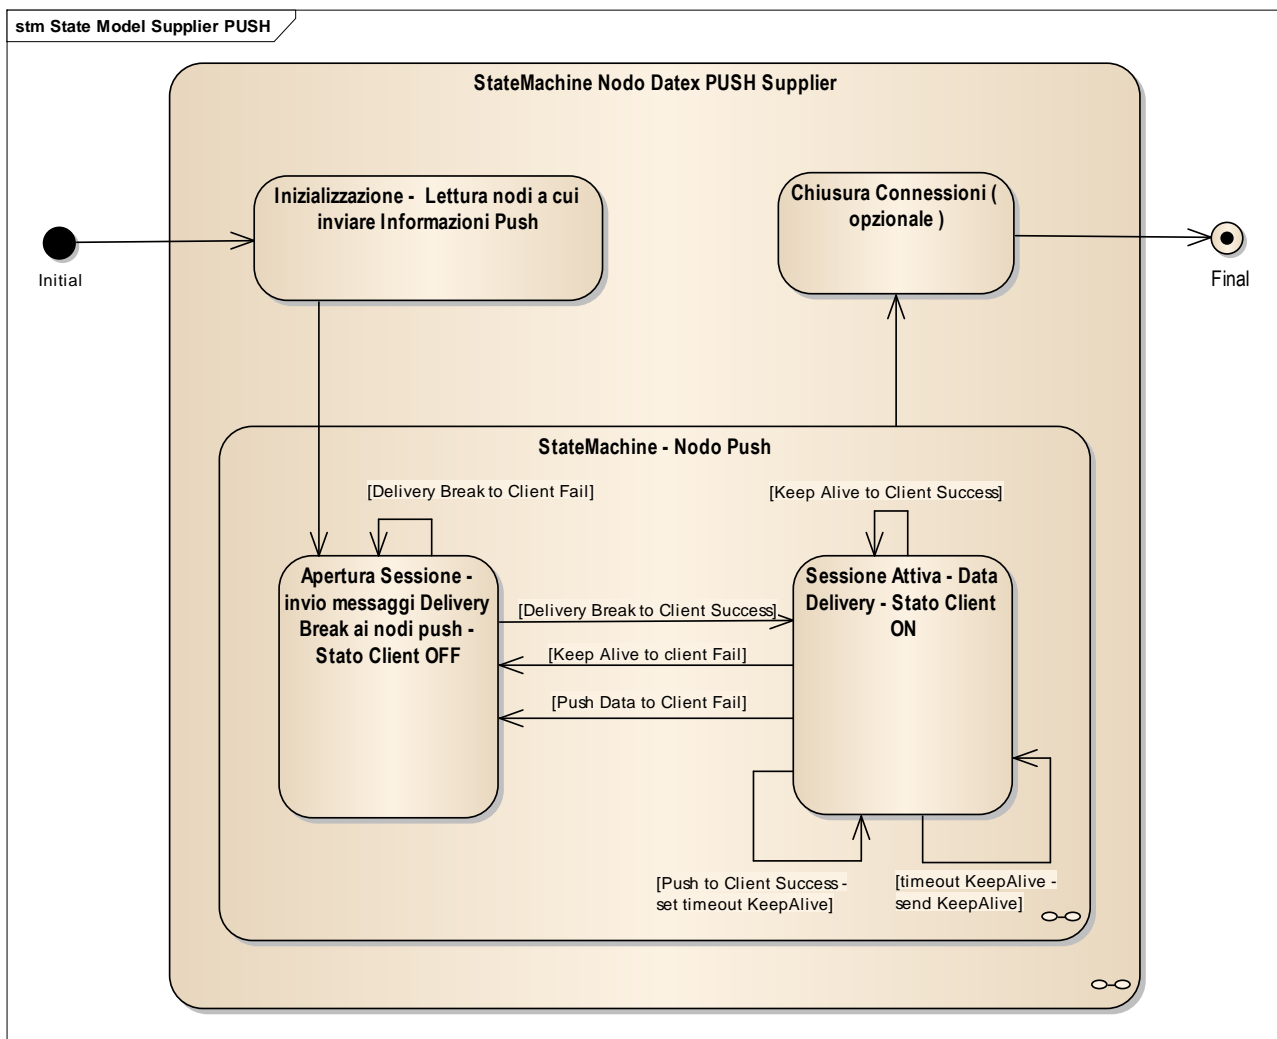 stm State Model Supplier PUSH
StateMachine Nodo Datex PUSH Supplier
Inizializzazione - Lettura nodi a cui
inviare Informazioni Push
Chiusura Connessioni (
opzionale )
Initial
Final
StateMachine - Nodo Push
[Delivery Break to Client Fail]
[Keep Alive to Client Success]
Apertura Sessione -
invio messaggi Delivery
Break ai nodi push -
Stato Client OFF
Sessione Attiva - Data
Delivery - Stato Client
ON
[Delivery Break to Client Success]
[Keep Alive to client Fail]
[Push Data to Client Fail]
[Push to Client Success -
set timeout KeepAlive]
[timeout KeepAlive -
send KeepAlive]